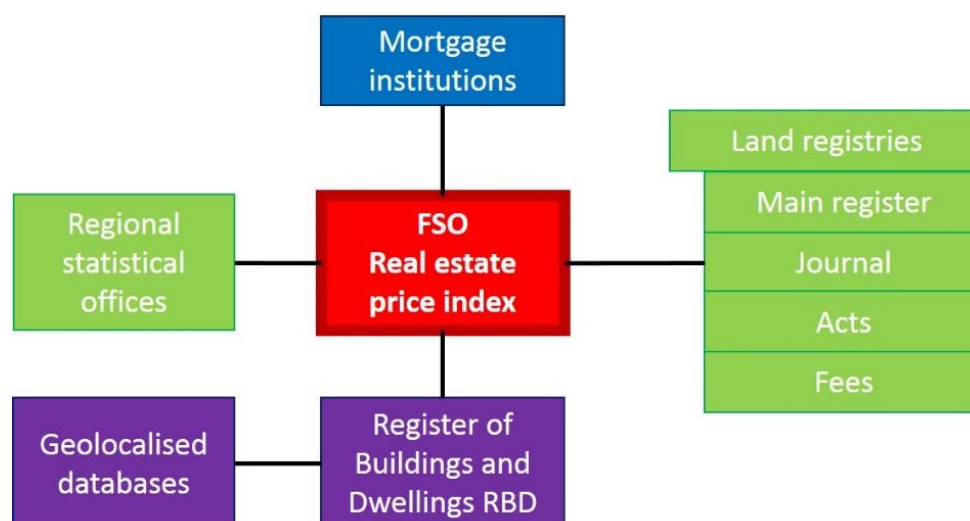 Mortgage
institutions
Land registries
Main register
Journal
Acts
Fees
Regional
statistical
offices
FSO
Real estate
price index
Geolocalised
databases
Register of
Buildings and
Dwellings RBD